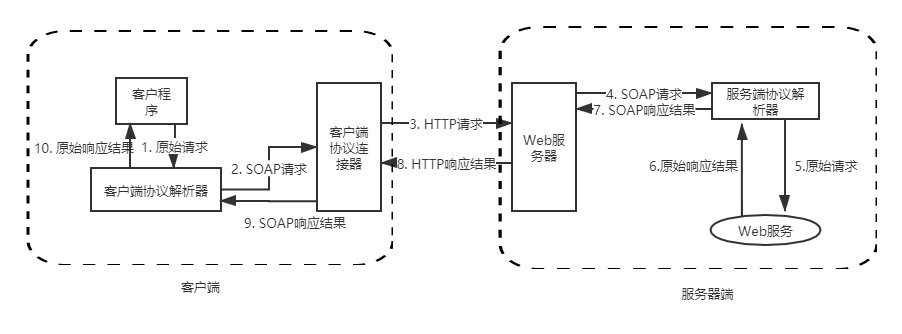 客户程
序
10. 原始响应结果
1. 原始请求
客户端协议解析器
2. SOAP请求
9. SOAP响应结果
客户端
协议连
接器
3. HTTP请求
8. HTTP响应结果
Web服
务器
4. SOAP请求
7. SOAP响应结果
服务端协议解
析器
6.原始响应结果
5.原始请求
Web服务
客户端
服务器端